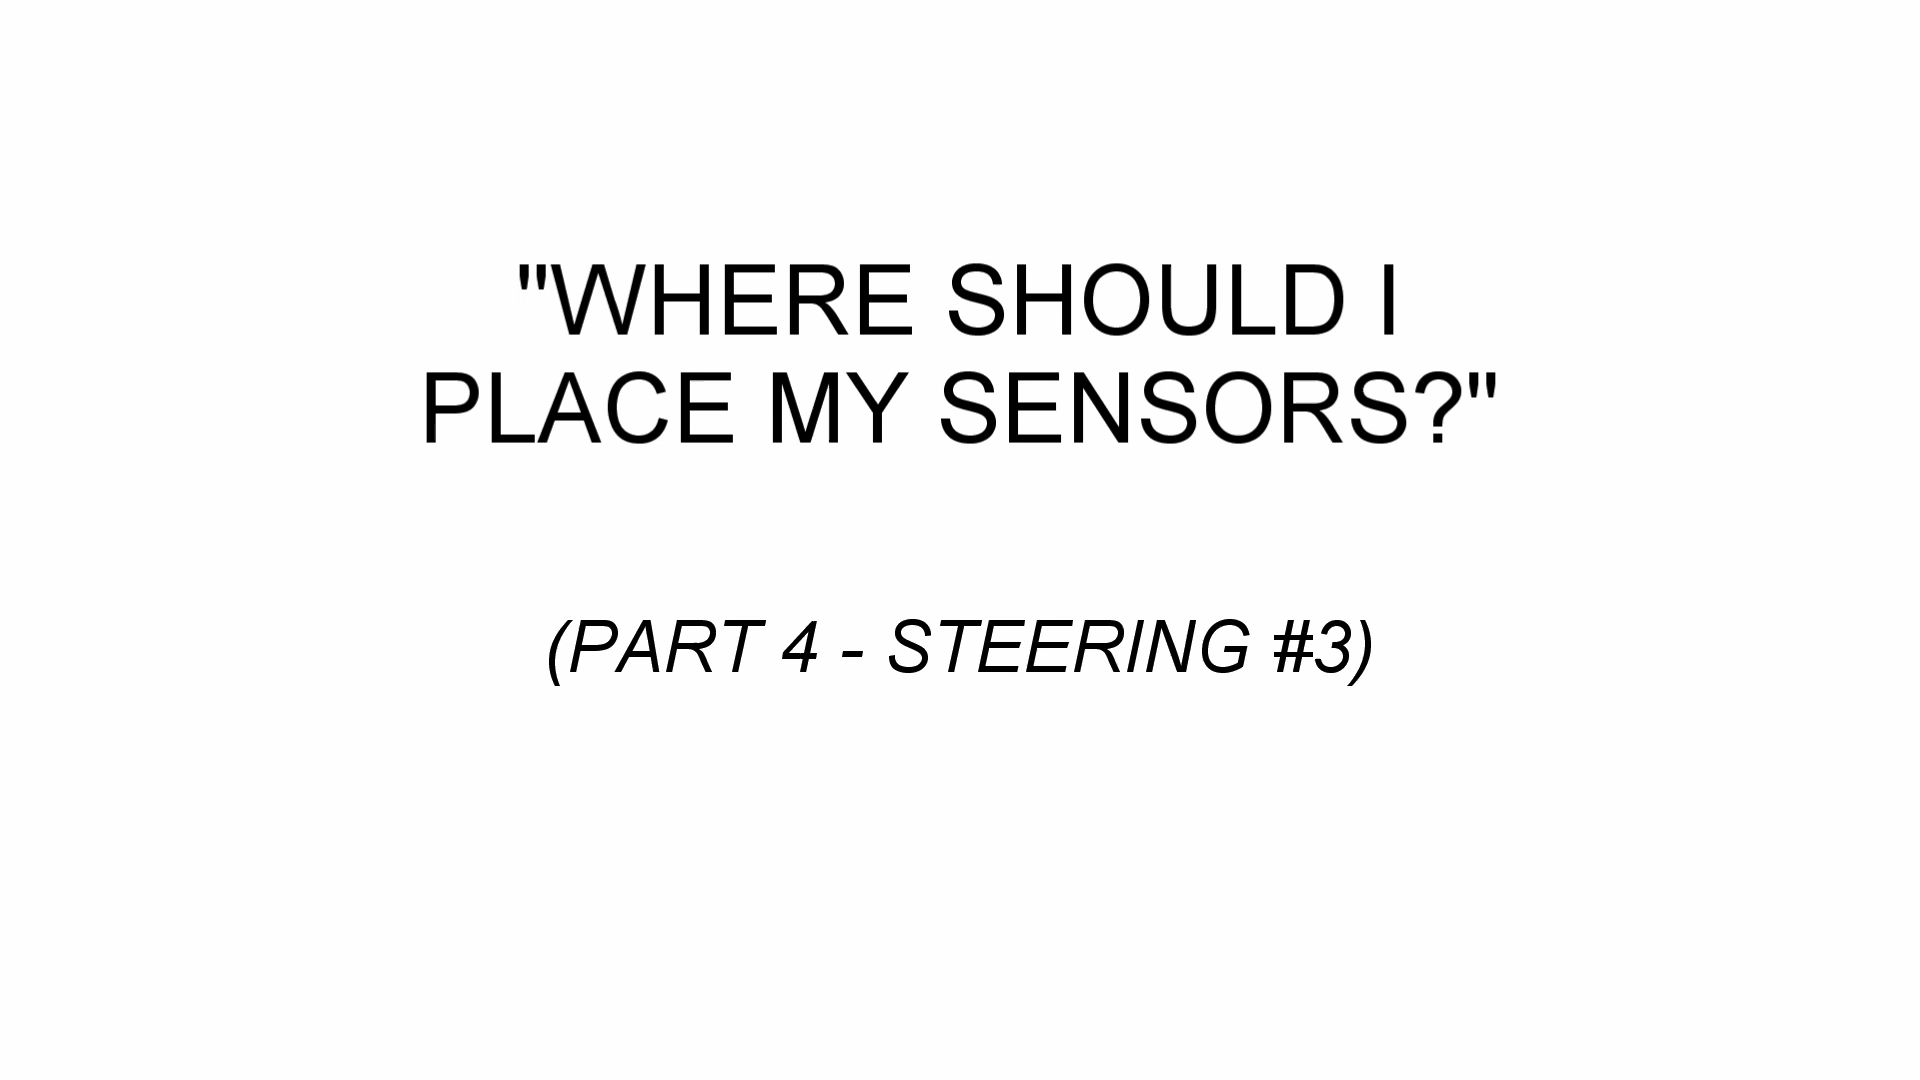 "WHERE SHOULD I
PLACE MY SENSORS?"
(PART 4 - STEERING #3)